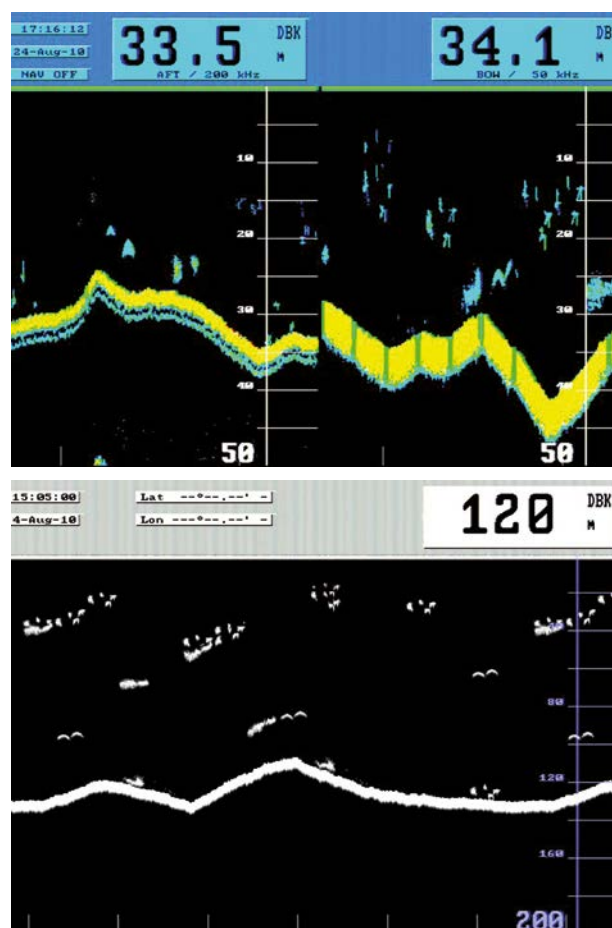 17:16:12
33.5 DBK
24-Aug-10
M
NAV OFF
AFT / 200 kHz
34.1 DB
M
BOW / 50 kHz
10
10
20
20
30
30
40
40
50
50
15:05:00
Lat --°--.--' -
120 DBK
4-Aug-10
Lon ---°--.--' -
M
80
120
160
200